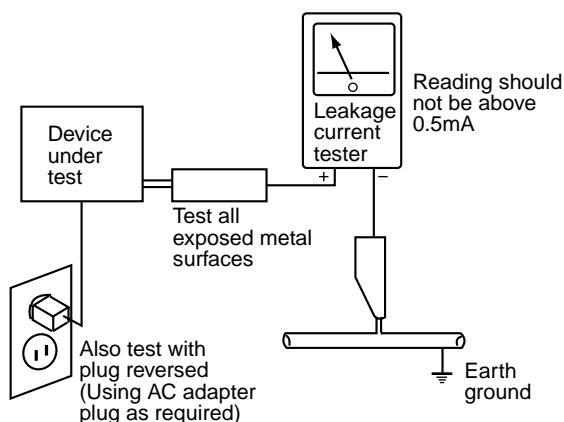 Device
under
test
Leakage
current
tester
Reading should
not be above
0.5mA
+ −
Test all
exposed metal
surfaces
Also test with
plug reversed
(Using AC adapter
plug as required)
Earth
ground